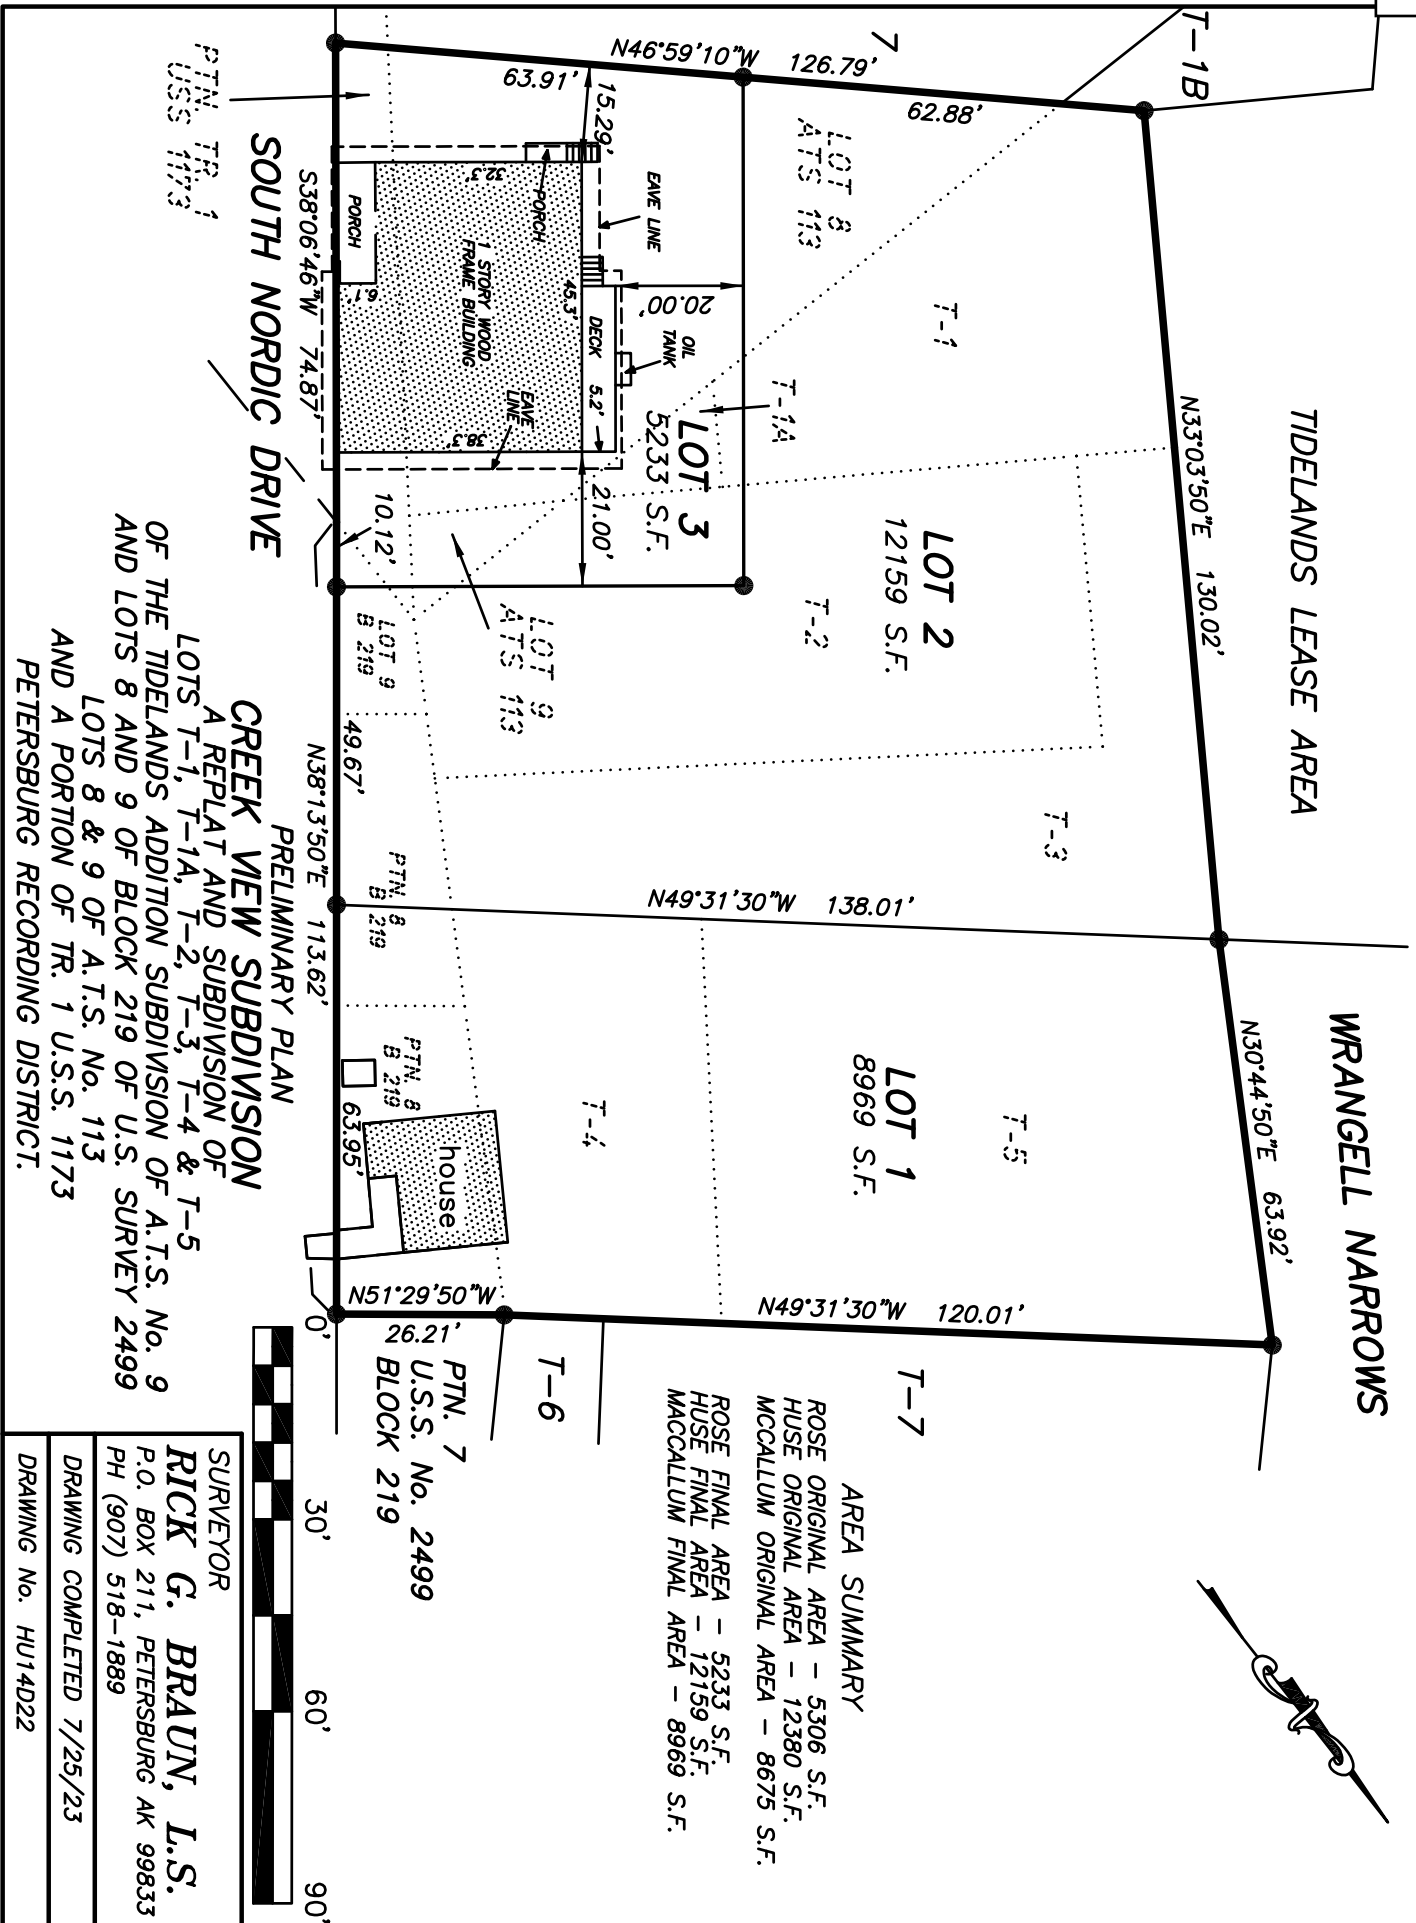 TIDELANDS LEASE AREA
WRANGELL NARROWS
T-1B
7
N46°59'10"W 126.79'
63.91'
62.88'
N33°03'50"E 130.02'
N30°44'50"E 63.92'
LOT 8
ATS 113
T-1
T-1A
T-2
T-3
T-4
T-5
LOT 2
12159 S.F.
LOT 1
8969 S.F.
LOT 3
5233 S.F.
N49°31'30"W 138.01'
N49°31'30"W 120.01'
N51°29'50"W
26.21'
T-7
T-6
PTN. 7
U.S.S. No. 2499
BLOCK 219
15.29'
EAVE LINE
20.00'
OIL
TANK
DECK 5.2'
45.3'
PORCH
32.3'
1 STORY WOOD
FRAME BUILDING
EAVE
LINE
38.3'
PORCH
6.1'
21.00'
10.12'
LOT 9
ATS 113
LOT 9
B 219
PTN. 8
B 219
PTN. 8
B 219
house
49.67'
63.95'
S38°06'46"W 74.87'
N38°13'50"E 113.62'
PTN. TR. 1
USS 1173
SOUTH NORDIC DRIVE
PRELIMINARY PLAN
CREEK VIEW SUBDIVISION
A REPLAT AND SUBDIVISION OF
LOTS T-1, T-1A, T-2, T-3, T-4 & T-5
OF THE TIDELANDS ADDITION SUBDIVISION OF A.T.S. No. 9
AND LOTS 8 AND 9 OF BLOCK 219 OF U.S. SURVEY 2499
LOTS 8 & 9 OF A.T.S. No. 113
AND A PORTION OF TR. 1 U.S.S. 1173
PETERSBURG RECORDING DISTRICT.
AREA SUMMARY
ROSE ORIGINAL AREA - 5306 S.F.
HUSE ORIGINAL AREA - 12380 S.F.
MCCALLUM ORIGINAL AREA - 8675 S.F.
ROSE FINAL AREA - 5233 S.F.
HUSE FINAL AREA - 12159 S.F.
MACCALLUM FINAL AREA - 8969 S.F.
0' 30' 60' 90'
SURVEYOR
RICK G. BRAUN, L.S.
P.O. BOX 211, PETERSBURG AK 99833
PH (907) 518-1889
DRAWING COMPLETED 7/25/23
DRAWING No. HU14D22